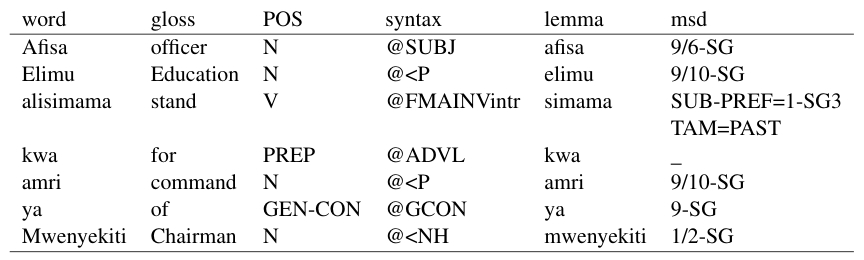 word gloss POS syntax lemma msd
Afisa officer N @SUBJ afisa 9/6-SG
Elimu Education N @<P elimu 9/10-SG
alisimama stand V @FMAINVintr simama SUB-PREF=1-SG3
TAM=PAST
kwa for PREP @ADVL kwa _
amri command N @<P amri 9/10-SG
ya of GEN-CON @GCON ya 9-SG
Mwenyekiti Chairman N @<NH mwenyekiti 1/2-SG